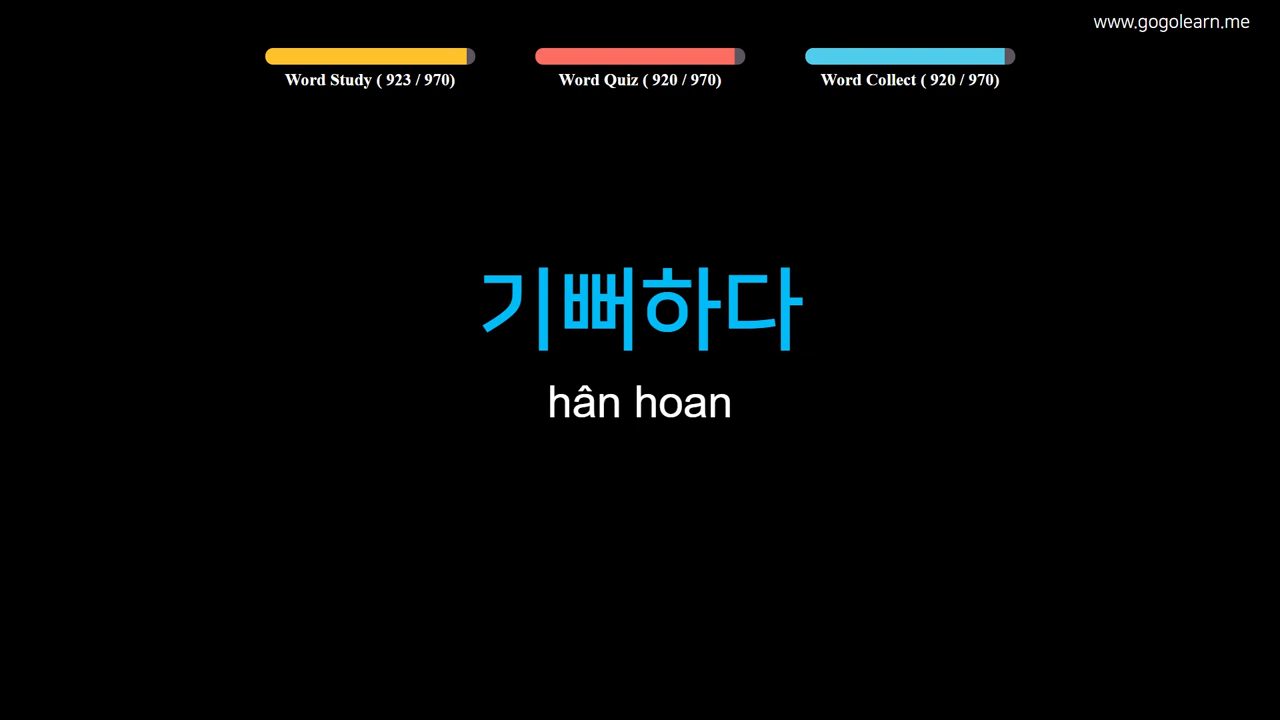 www.gogolearn.me
Word Study ( 923 / 970)
Word Quiz ( 920 / 970)
Word Collect ( 920 / 970)
기뻐하다
hân hoan